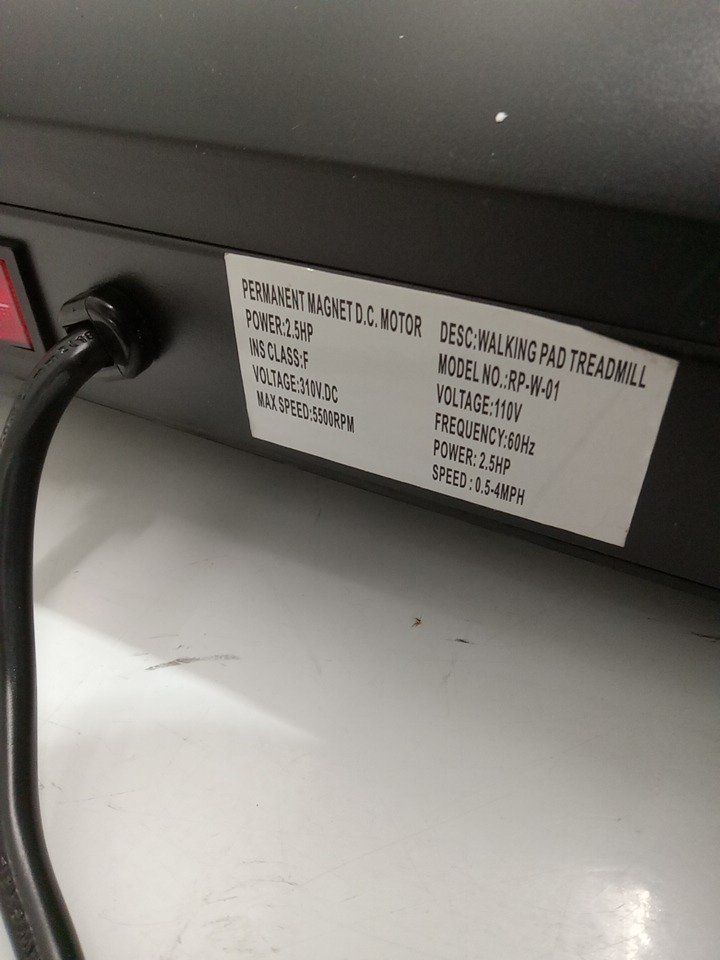 PERMANENT MAGNET D.C. MOTOR
POWER:2.5HP
INS CLASS:F
VOLTAGE:310V.DC
MAX SPEED:5500RPM
DESC:WALKING PAD TREADMILL
MODEL NO.:RP-W-01
VOLTAGE:110V
FREQUENCY:60Hz
POWER: 2.5HP
SPEED : 0.5-4MPH